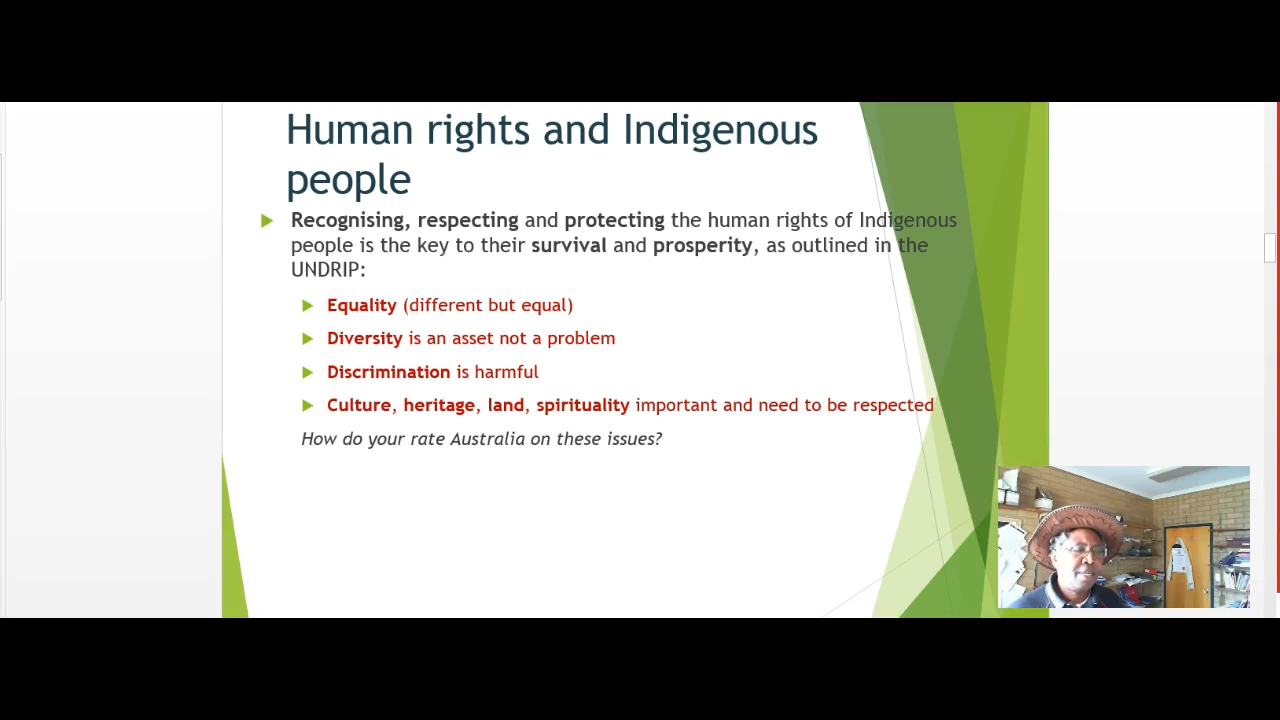 Human rights and Indigenous
people
Recognising, respecting and protecting the human rights of Indigenous
people is the key to their survival and prosperity, as outlined in the
UNDRIP:
Equality (different but equal)
Diversity is an asset not a problem
Discrimination is harmful
Culture, heritage, land, spirituality important and need to be respected
How do your rate Australia on these issues?